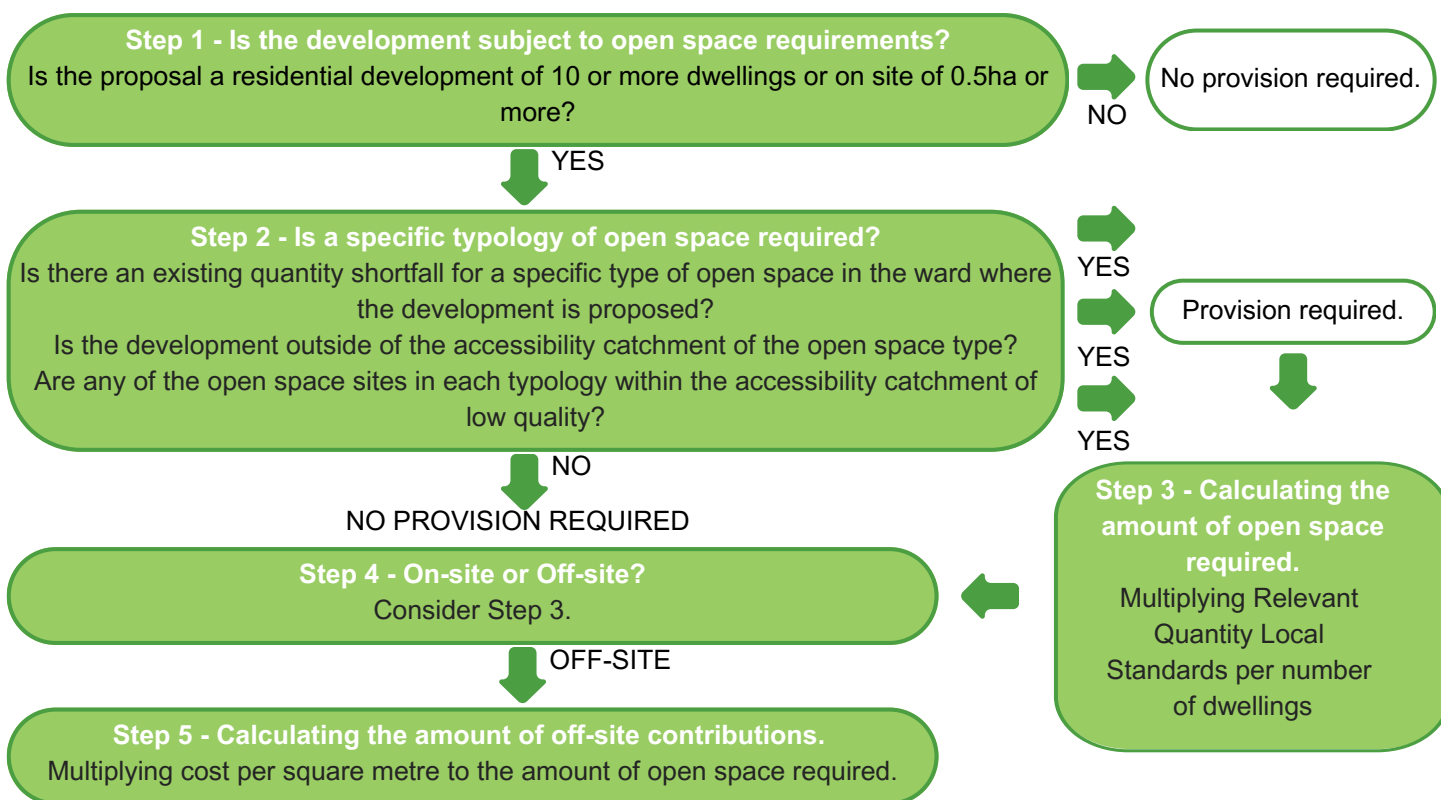 Step 1 - Is the development subject to open space requirements?
Is the proposal a residential development of 10 or more dwellings or on site of 0.5ha or
more?
NO
No provision required.
YES
Step 2 - Is a specific typology of open space required?
Is there an existing quantity shortfall for a specific type of open space in the ward where
the development is proposed?
Is the development outside of the accessibility catchment of the open space type?
Are any of the open space sites in each typology within the accessibility catchment of
low quality?
YES
YES
YES
Provision required.
NO
NO PROVISION REQUIRED
Step 3 - Calculating the
amount of open space
required.
Multiplying Relevant
Quantity Local
Standards per number
of dwellings
Step 4 - On-site or Off-site?
Consider Step 3.
OFF-SITE
Step 5 - Calculating the amount of off-site contributions.
Multiplying cost per square metre to the amount of open space required.